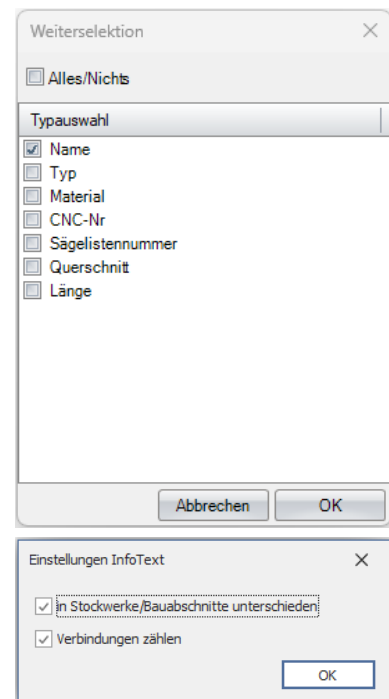 Weiterselektion
Alles/Nichts
Typauswahl
Name
Typ
Material
CNC-Nr
Sägelistennummer
Querschnitt
Länge
Abbrechen OK
Einstellungen InfoText
in Stockwerke/Bauabschnitte unterschieden
Verbindungen zählen
OK